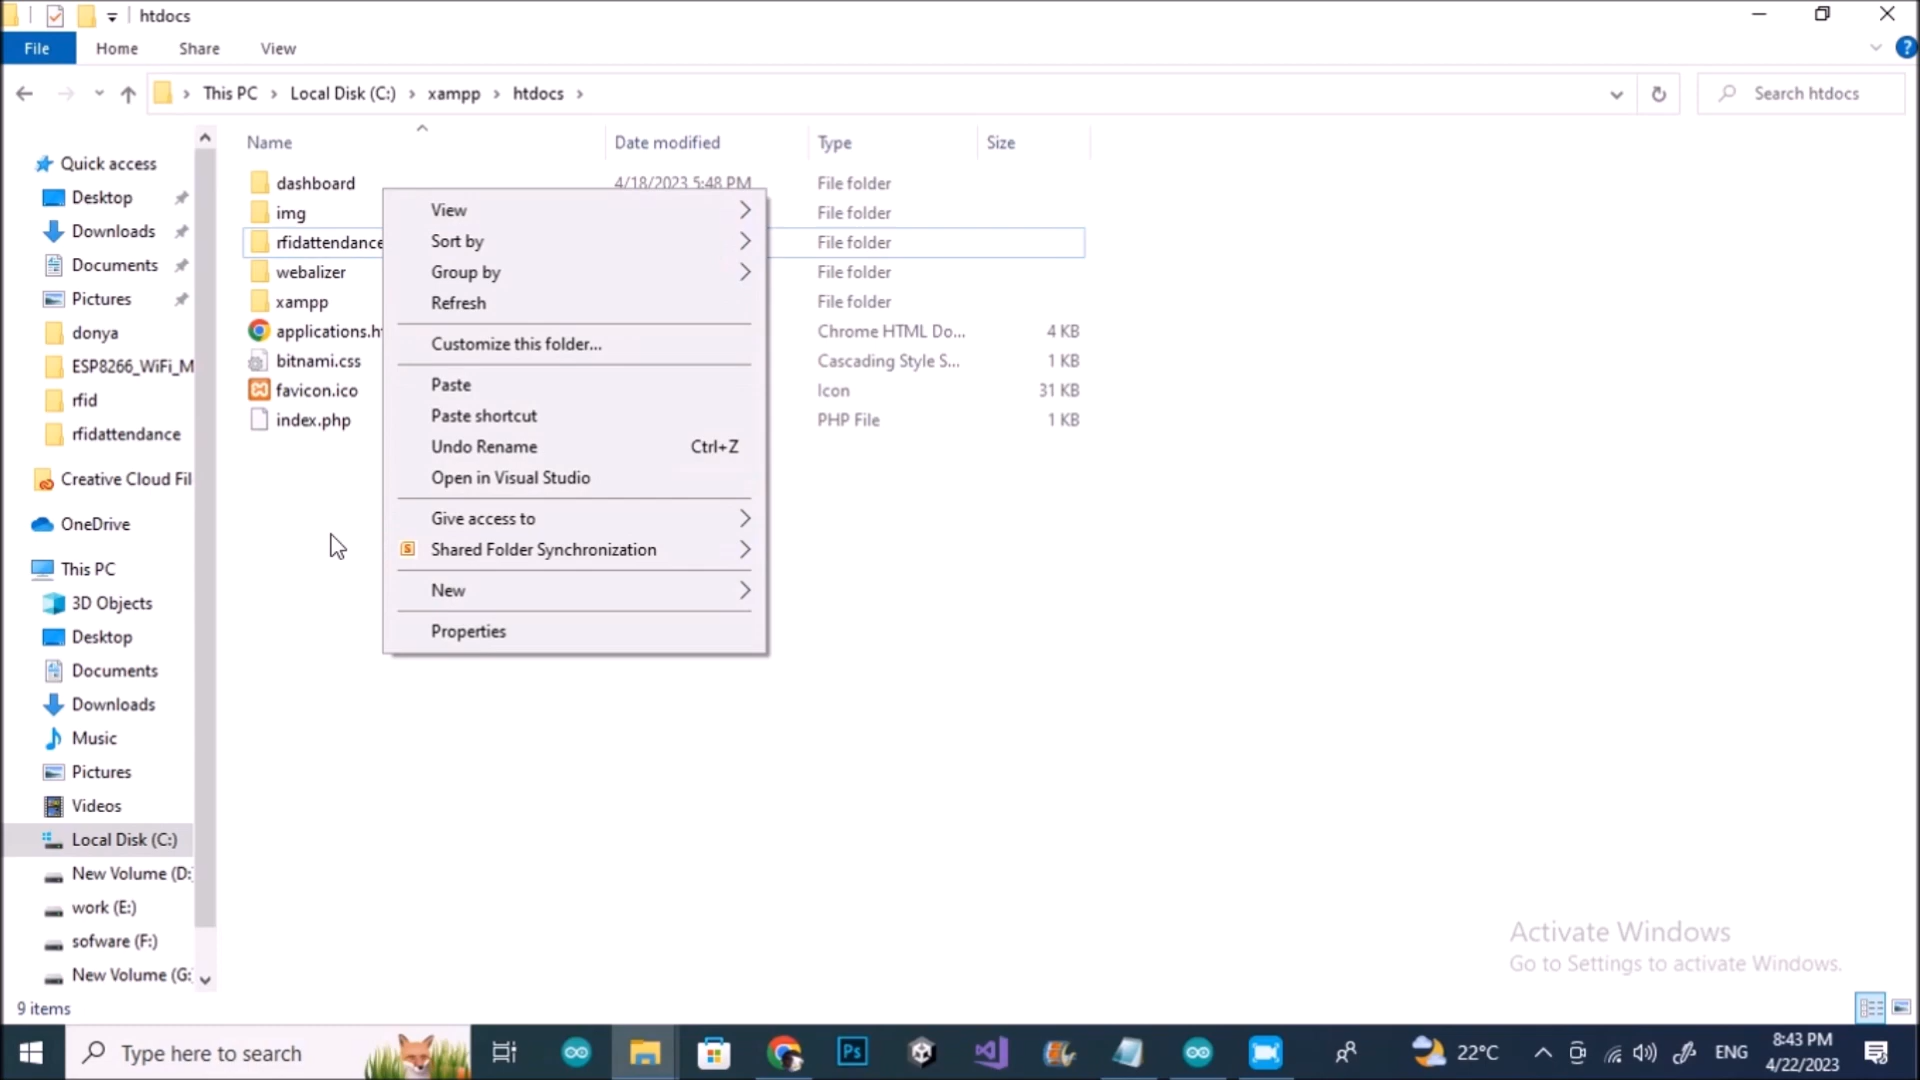 htdocs
File Home Share View
This PC Local Disk (C:) xampp htdocs Search htdocs
Name Date modified Type Size
Quick access
Desktop
Downloads
Documents
Pictures
donya
ESP8266_WiFi_M
rfid
rfidattendance
Creative Cloud Fil
OneDrive
This PC
3D Objects
Desktop
Documents
Downloads
Music
Pictures
Videos
Local Disk (C:)
New Volume (D:
work (E:)
sofware (F:)
New Volume (G:
dashboard 4/18/2023 5:48 PM File folder
img File folder
rfidattendance File folder
webalizer File folder
xampp File folder
applications.ht Chrome HTML Do... 4 KB
bitnami.css Cascading Style S... 1 KB
favicon.ico Icon 31 KB
index.php PHP File 1 KB
View
Sort by
Group by
Refresh
Customize this folder...
Paste
Paste shortcut
Undo Rename Ctrl+Z
Open in Visual Studio
Give access to
S Shared Folder Synchronization
New
Properties
Activate Windows
Go to Settings to activate Windows.
9 items
Type here to search Ps 22°C ENG 8:43 PM
4/22/2023